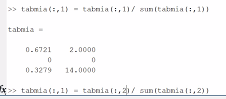 >> tabmia(:,1) = tabmia(:,1)/ sum(tabmia(:,1))
tabmia =
0.6721 2.0000
0 0
0.3279 14.0000
fx >> tabmia(:,1) = tabmia(:,2)/ sum(tabmia(:,2))